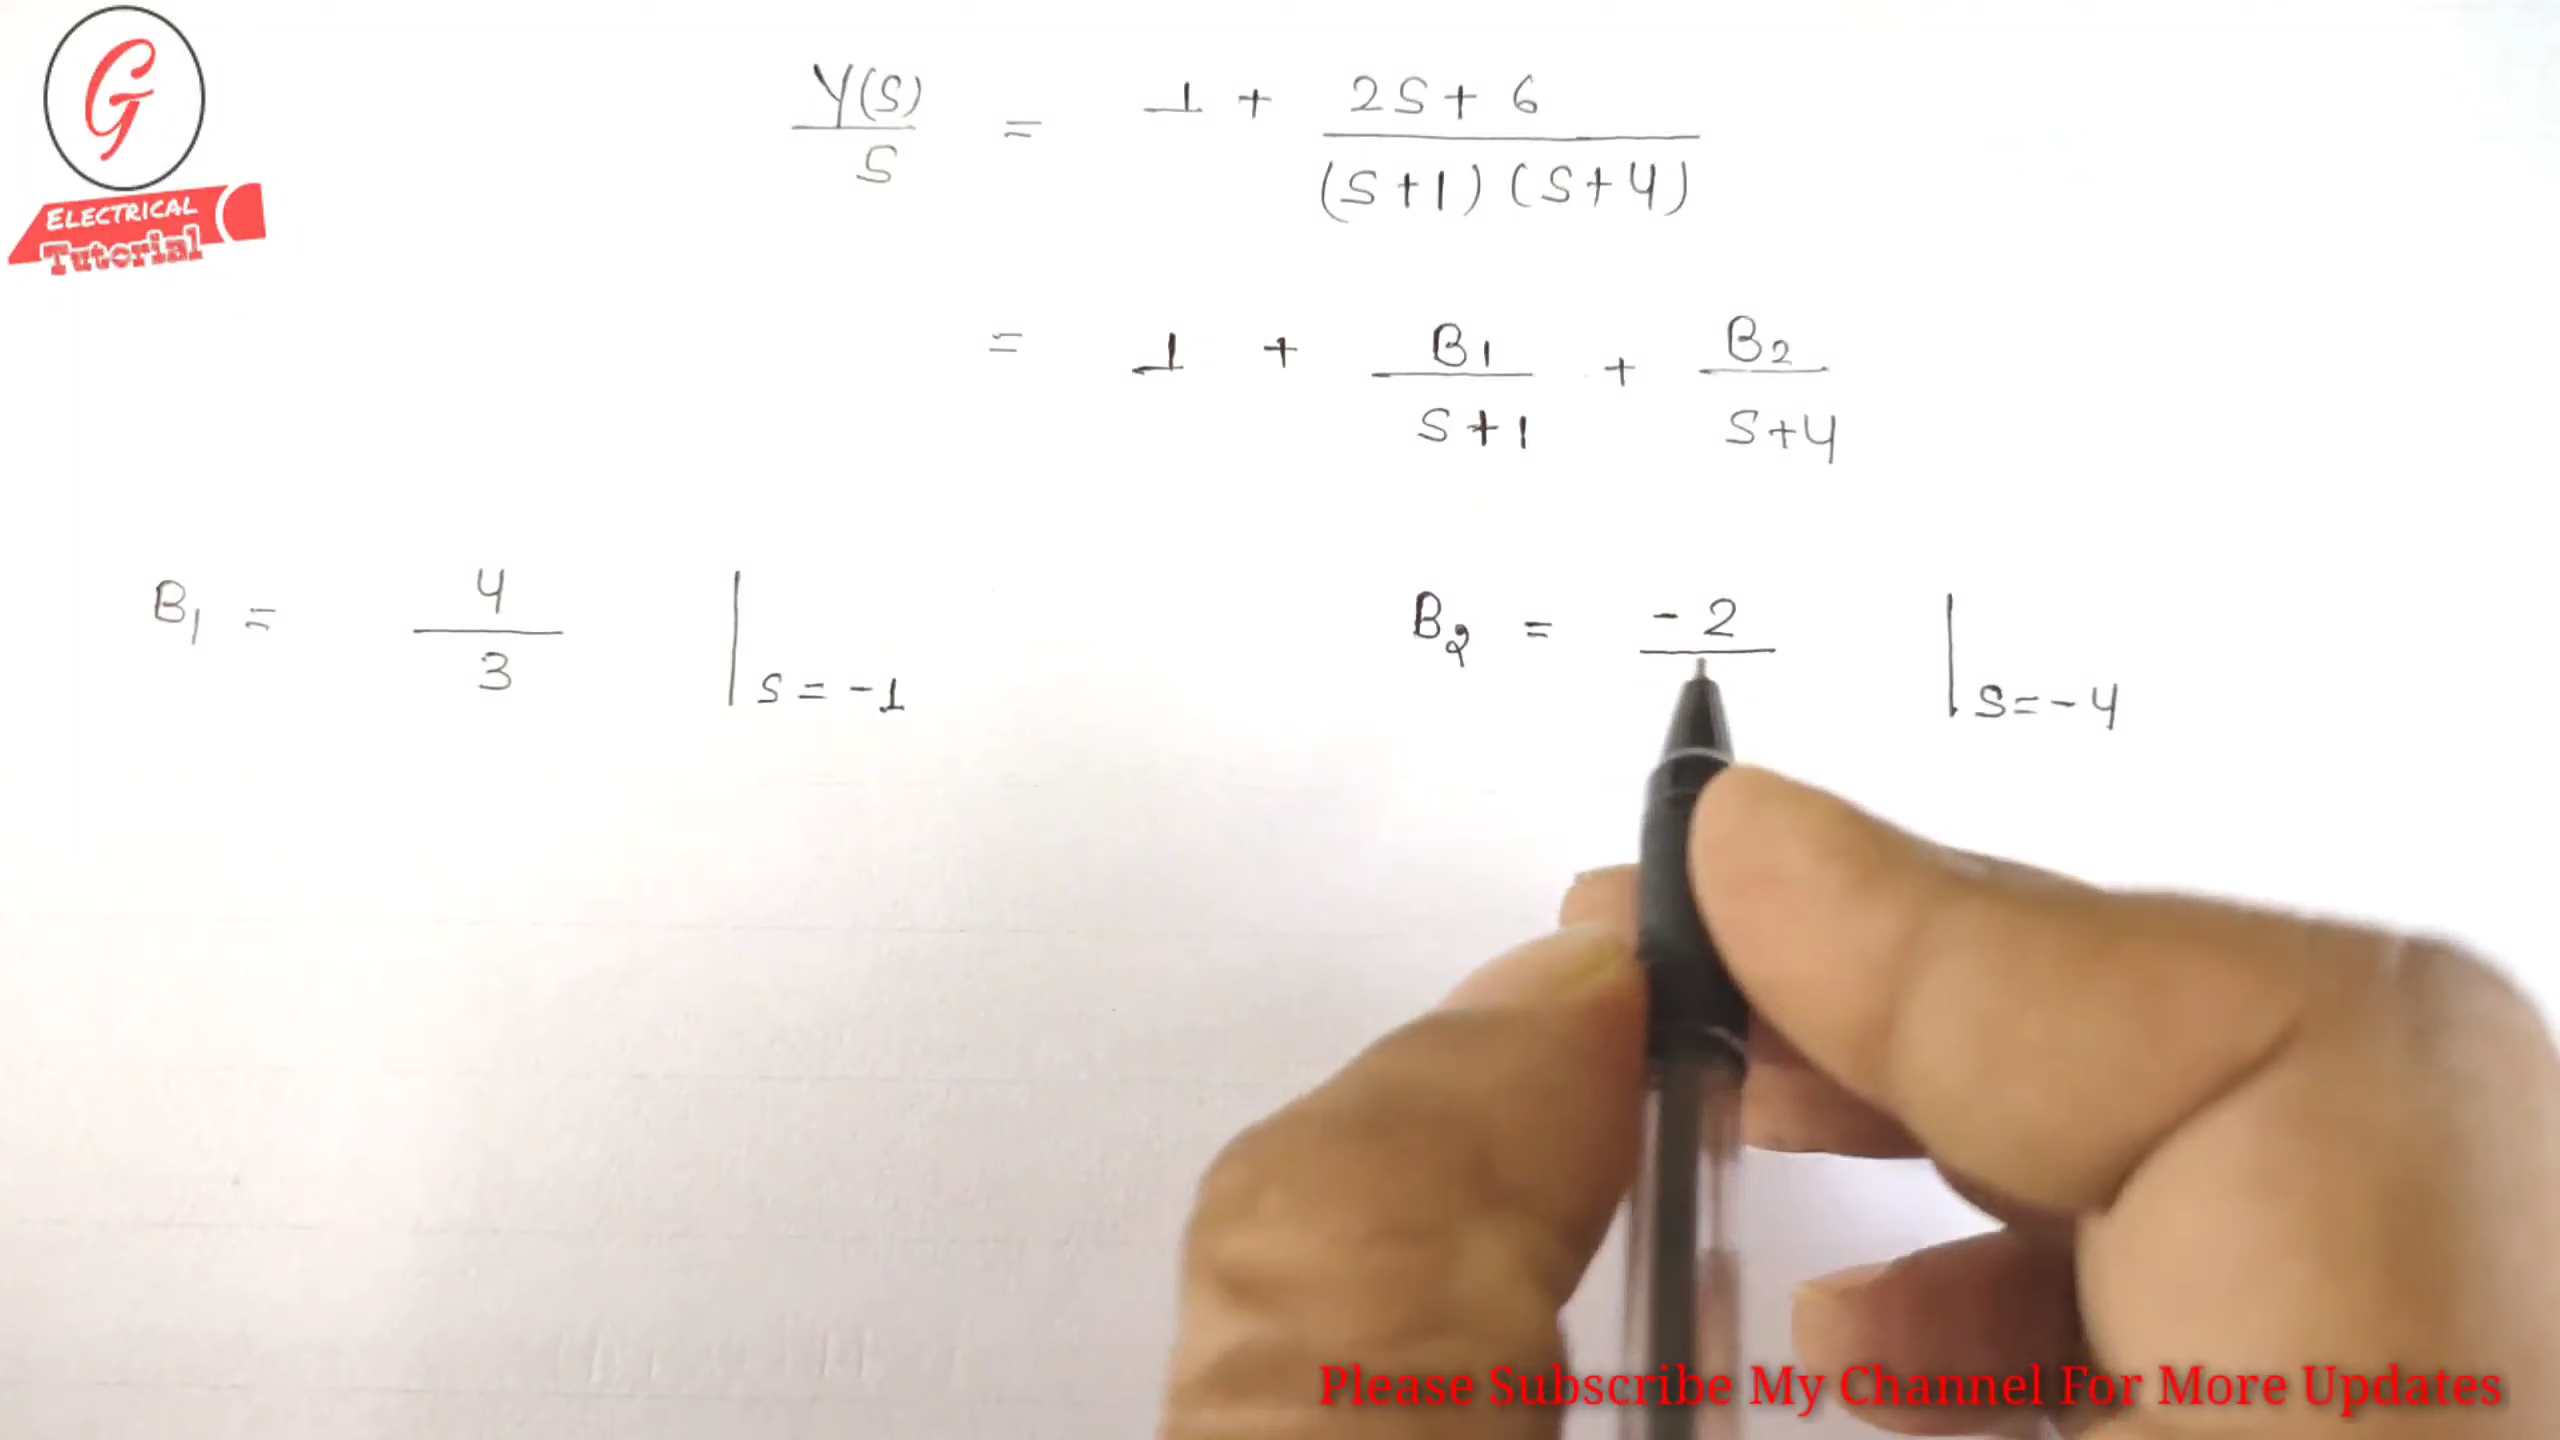 G
ELECTRICAL
Tutorial
Y(S)/S = 1 + 2S+6/(S+1)(S+4)
= 1 + B1/S+1 + B2/S+4
B1 = 4/3 | S=-1
B2 = -2/ | S=-4
Please Subscribe My Channel For More Updates